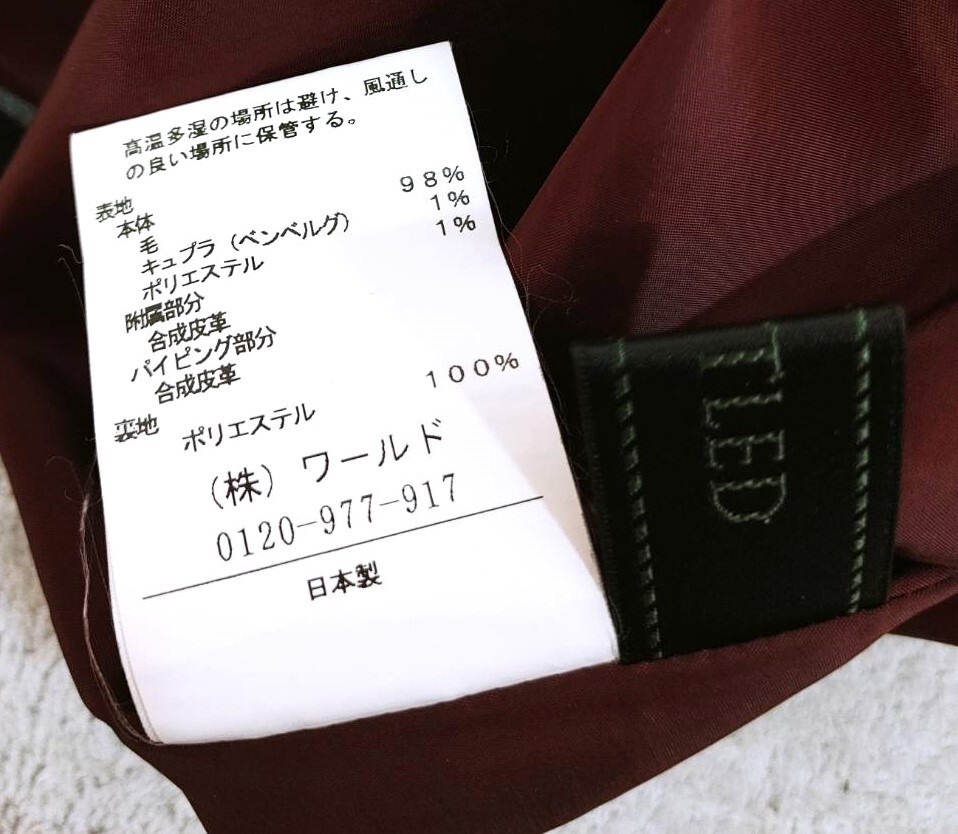 高温多湿の場所は避け、風通し
の良い場所に保管する。
表地
本体
毛 98%
キュプラ（ベンベルグ） 1%
ポリエステル 1%
附属部分
合成皮革
パイピング部分
合成皮革
裏地 ポリエステル 100%
（株）ワールド
0120-977-917
日本製
TLED